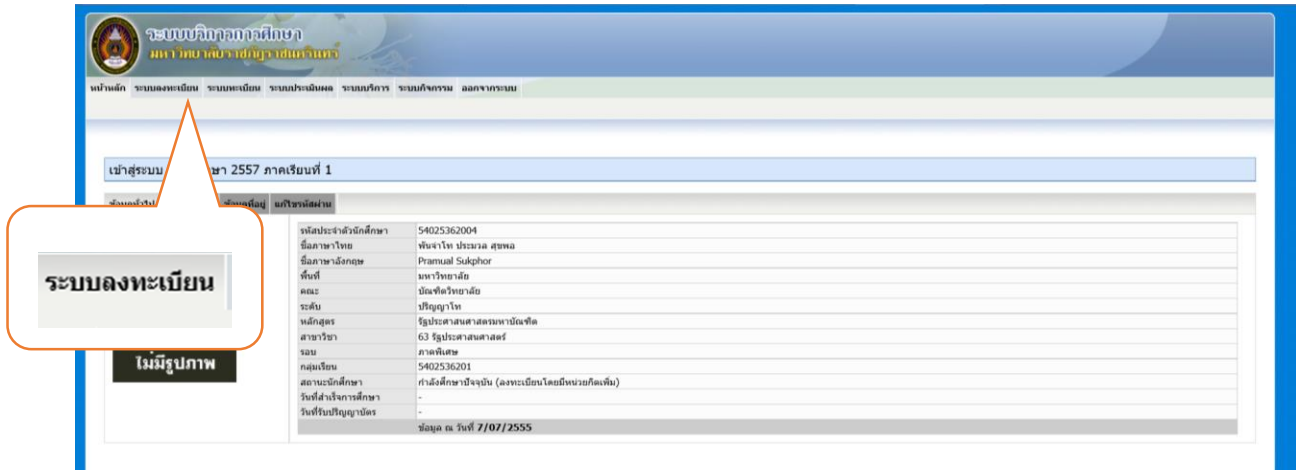 ระบบบริการการศึกษา
มหาวิทยาลัยราชภัฏราชนครินทร์
หน้าหลัก ระบบลงทะเบียน ระบบทะเบียน ระบบประเมินผล ระบบบริการ ระบบกิจกรรม ออกจากระบบ
เข้าสู่ระบบ ษา 2557 ภาคเรียนที่ 1
ข้อมูลทั่วไป ข้อมูลที่อยู่ แก้ไขรหัสผ่าน
ระบบลงทะเบียน
ไม่มีรูปภาพ
รหัสประจำตัวนักศึกษา 54025362004
ชื่อภาษาไทย พันจ่าโท ประมวล สุขพอ
ชื่อภาษาอังกฤษ Pramual Sukphor
พื้นที่ มหาวิทยาลัย
คณะ บัณฑิตวิทยาลัย
ระดับ ปริญญาโท
หลักสูตร รัฐประศาสนศาสตรมหาบัณฑิต
สาขาวิชา 63 รัฐประศาสนศาสตร์
รอบ ภาคพิเศษ
กลุ่มเรียน 5402536201
สถานะนักศึกษา กำลังศึกษาปัจจุบัน (ลงทะเบียนโดยมีหน่วยกิตเพิ่ม)
วันที่สำเร็จการศึกษา -
วันที่รับปริญญาบัตร -
ข้อมูล ณ วันที่ 7/07/2555